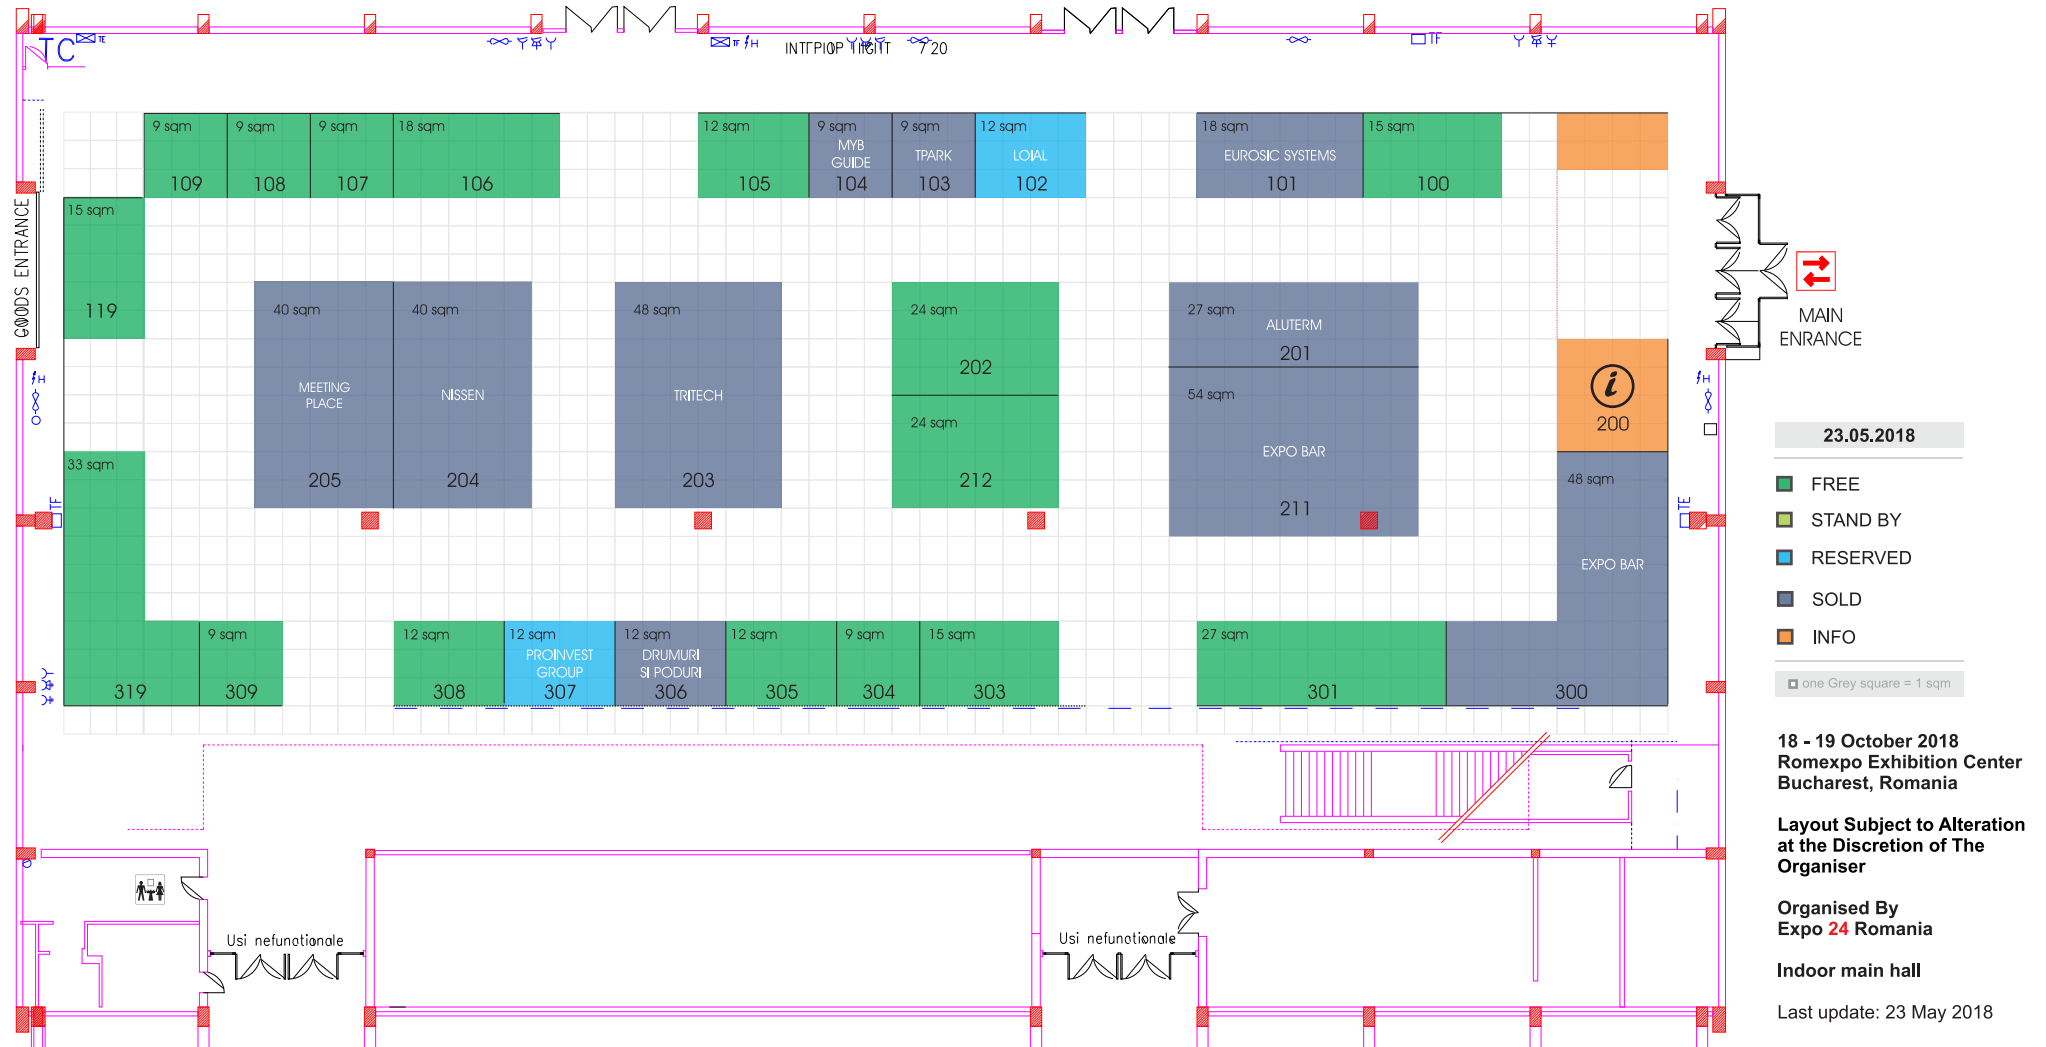 TC
TE
TF
H
7 20
TF
9 sqm
109
9 sqm
108
9 sqm
107
18 sqm
106
12 sqm
105
9 sqm
MYB
GUIDE
104
9 sqm
TPARK
103
12 sqm
LOIAL
102
18 sqm
EUROSIC SYSTEMS
101
15 sqm
100
GOODS ENTRANCE
15 sqm
119
40 sqm
MEETING
PLACE
205
40 sqm
NISSEN
204
48 sqm
TRITECH
203
24 sqm
202
24 sqm
212
27 sqm
ALUTERM
201
54 sqm
EXPO BAR
211
200
MAIN
ENRANCE
H
H
TF
TE
33 sqm
319
9 sqm
309
12 sqm
308
12 sqm
PROINVEST
GROUP
307
12 sqm
DRUMURI
SI PODURI
306
12 sqm
305
9 sqm
304
15 sqm
303
27 sqm
301
48 sqm
EXPO BAR
300
Usi nefunctionale
Usi nefunctionale
23.05.2018
FREE
STAND BY
RESERVED
SOLD
INFO
one Grey square = 1 sqm
18 - 19 October 2018
Romexpo Exhibition Center
Bucharest, Romania
Layout Subject to Alteration
at the Discretion of The
Organiser
Organised By
Expo 24 Romania
Indoor main hall
Last update: 23 May 2018